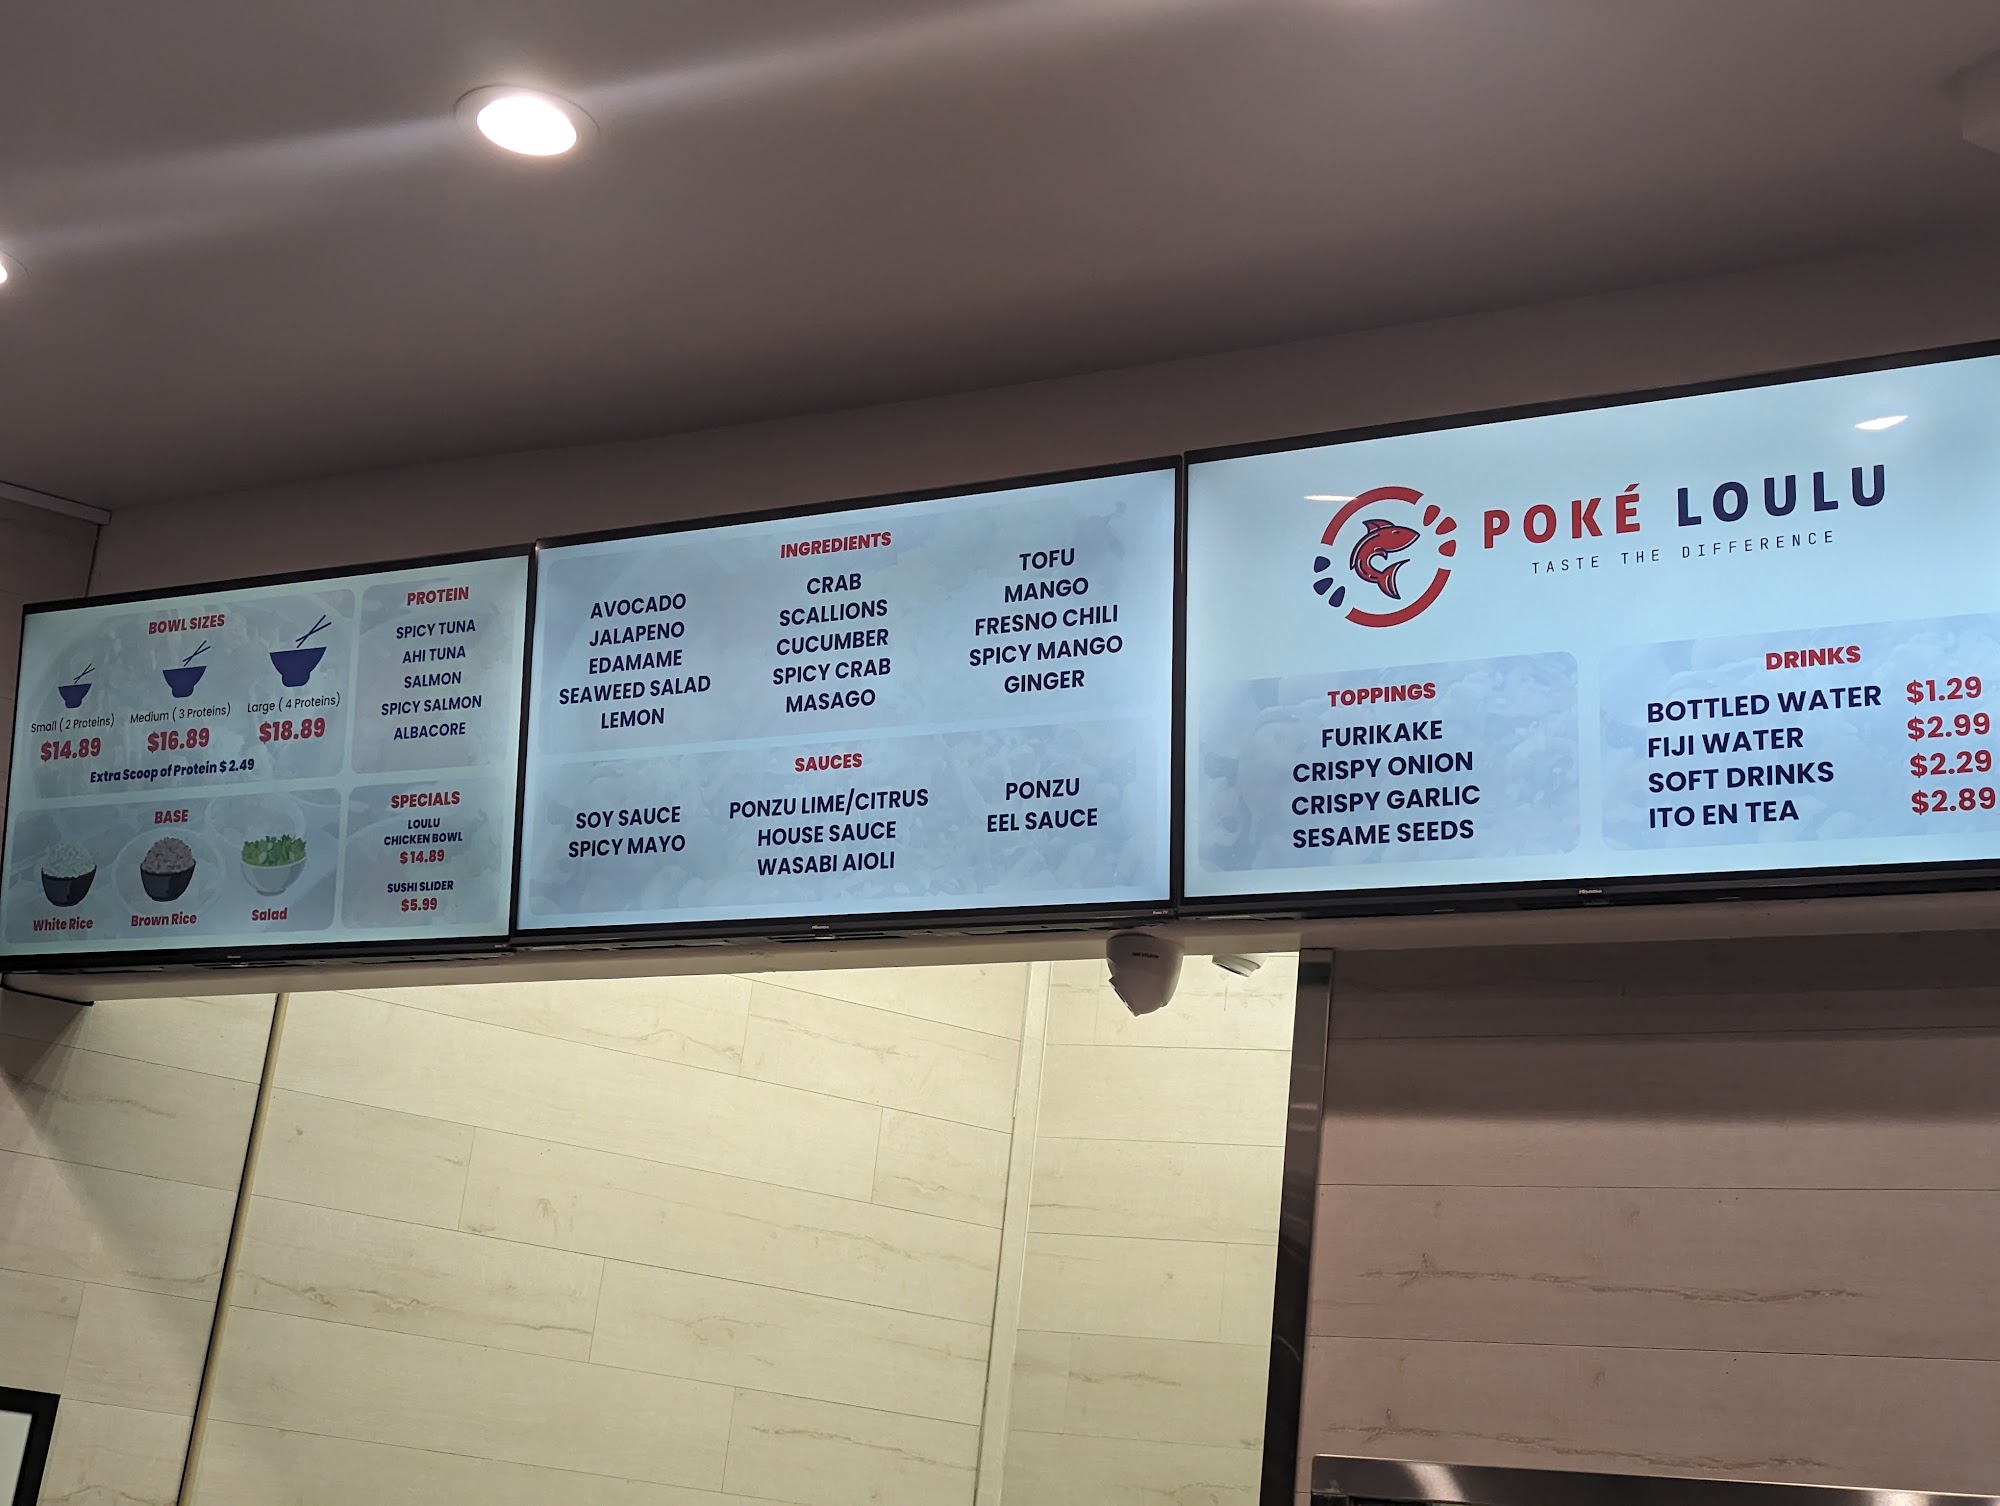 BOWL SIZES
Small ( 2 Proteins)
$14.89
Medium ( 3 Proteins)
$16.89
Large ( 4 Proteins)
$18.89
Extra Scoop of Protein $ 2.49
PROTEIN
SPICY TUNA
AHI TUNA
SALMON
SPICY SALMON
ALBACORE
BASE
White Rice
Brown Rice
Salad
SPECIALS
LOULU
CHICKEN BOWL
$ 14.89
SUSHI SLIDER
$5.99
INGREDIENTS
AVOCADO
JALAPENO
EDAMAME
SEAWEED SALAD
LEMON
CRAB
SCALLIONS
CUCUMBER
SPICY CRAB
MASAGO
TOFU
MANGO
FRESNO CHILI
SPICY MANGO
GINGER
SAUCES
SOY SAUCE
SPICY MAYO
PONZU LIME/CITRUS
HOUSE SAUCE
WASABI AIOLI
PONZU
EEL SAUCE
POKÉ LOULU
TASTE THE DIFFERENCE
TOPPINGS
FURIKAKE
CRISPY ONION
CRISPY GARLIC
SESAME SEEDS
DRINKS
BOTTLED WATER $1.29
FIJI WATER $2.99
SOFT DRINKS $2.29
ITO EN TEA $2.89
Hisense
Hisense
Roku TV
Hisense